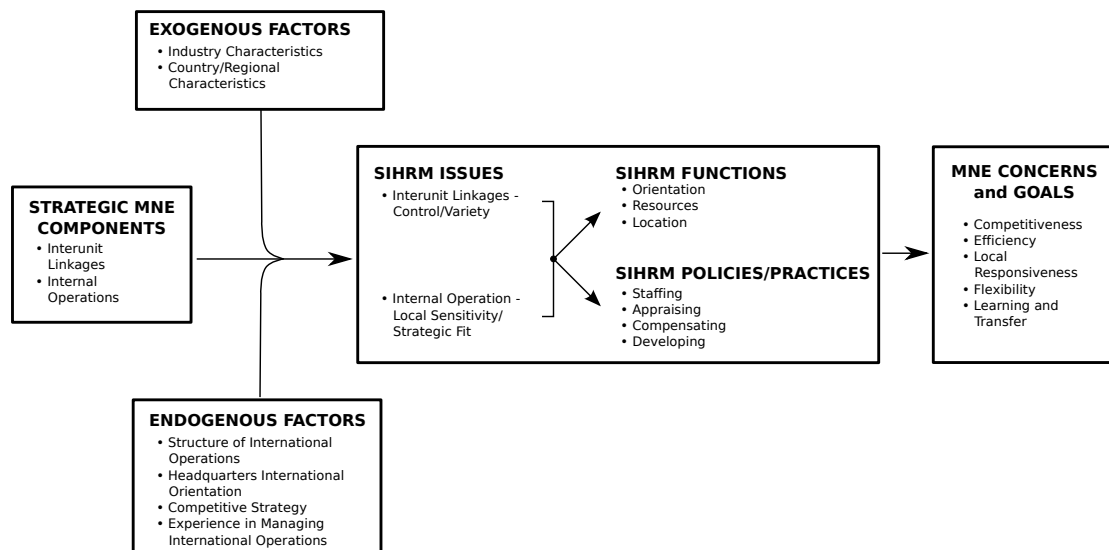 EXOGENOUS FACTORS
• Industry Characteristics
• Country/Regional
Characteristics
STRATEGIC MNE
COMPONENTS
• Interunit
Linkages
• Internal
Operations
SIHRM ISSUES
• Interunit Linkages -
Control/Variety
• Internal Operation -
Local Sensitivity/
Strategic Fit
SIHRM FUNCTIONS
• Orientation
• Resources
• Location
SIHRM POLICIES/PRACTICES
• Staffing
• Appraising
• Compensating
• Developing
MNE CONCERNS
and GOALS
• Competitiveness
• Efficiency
• Local
Responsiveness
• Flexibility
• Learning and
Transfer
ENDOGENOUS FACTORS
• Structure of International
Operations
• Headquarters International
Orientation
• Competitive Strategy
• Experience in Managing
International Operations